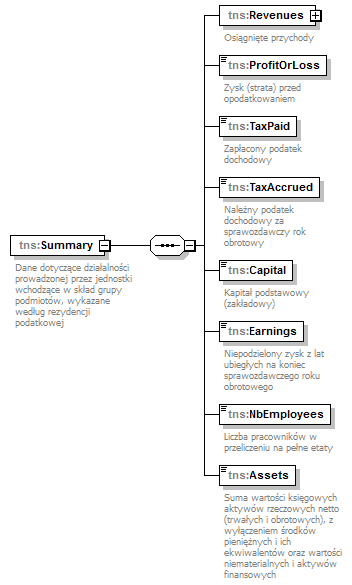 tns:Revenues
Osiągnięte przychody
tns:ProfitOrLoss
Zysk (strata) przed
opodatkowaniem
tns:TaxPaid
Zapłacony podatek
dochodowy
tns:TaxAccrued
Należny podatek
dochodowy za
sprawozdawczy rok
obrotowy
tns:Summary
Dane dotyczące działalności
prowadzonej przez jednostki
wchodzące w skład grupy
podmiotów, wykazane
według rezydencji
podatkowej
tns:Capital
Kapitał podstawowy
(zakładowy)
tns:Earnings
Niepodzielony zysk z lat
ubiegłych na koniec
sprawozdawczego roku
obrotowego
tns:NbEmployees
Liczba pracowników w
przeliczeniu na pełne etaty
tns:Assets
Suma wartości księgowych
aktywów rzeczowych netto
(trwałych i obrotowych), z
wyłączeniem środków
pieniężnych i ich
ekwiwalentów oraz wartości
niematerialnych i aktywów
finansowych